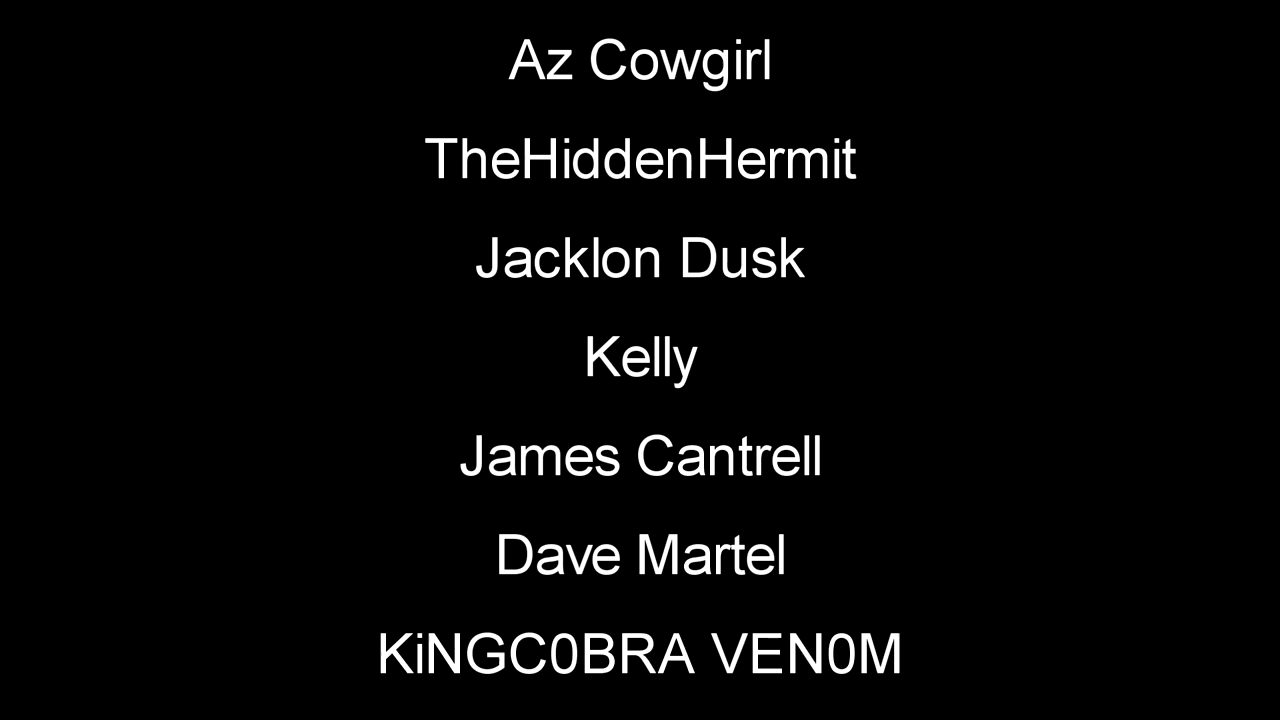 Az Cowgirl
TheHiddenHermit
Jacklon Dusk
Kelly
James Cantrell
Dave Martel
KiNGC0BRA VEN0M